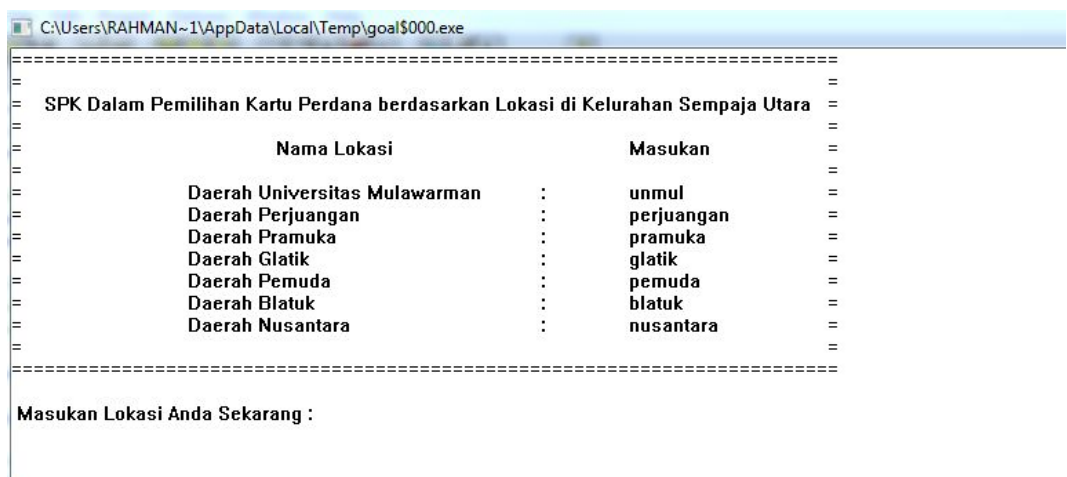 C:\Users\RAHMAN~1\AppData\Local\Temp\goal$000.exe
===========================================================================
= =
= SPK Dalam Pemilihan Kartu Perdana berdasarkan Lokasi di Kelurahan Sempaja Utara =
= =
= Nama Lokasi Masukan =
= =
= Daerah Universitas Mulawarman : unmul =
= Daerah Perjuangan : perjuangan =
= Daerah Pramuka : pramuka =
= Daerah Glatik : glatik =
= Daerah Pemuda : pemuda =
= Daerah Blatuk : blatuk =
= Daerah Nusantara : nusantara =
= =
===========================================================================
Masukan Lokasi Anda Sekarang :